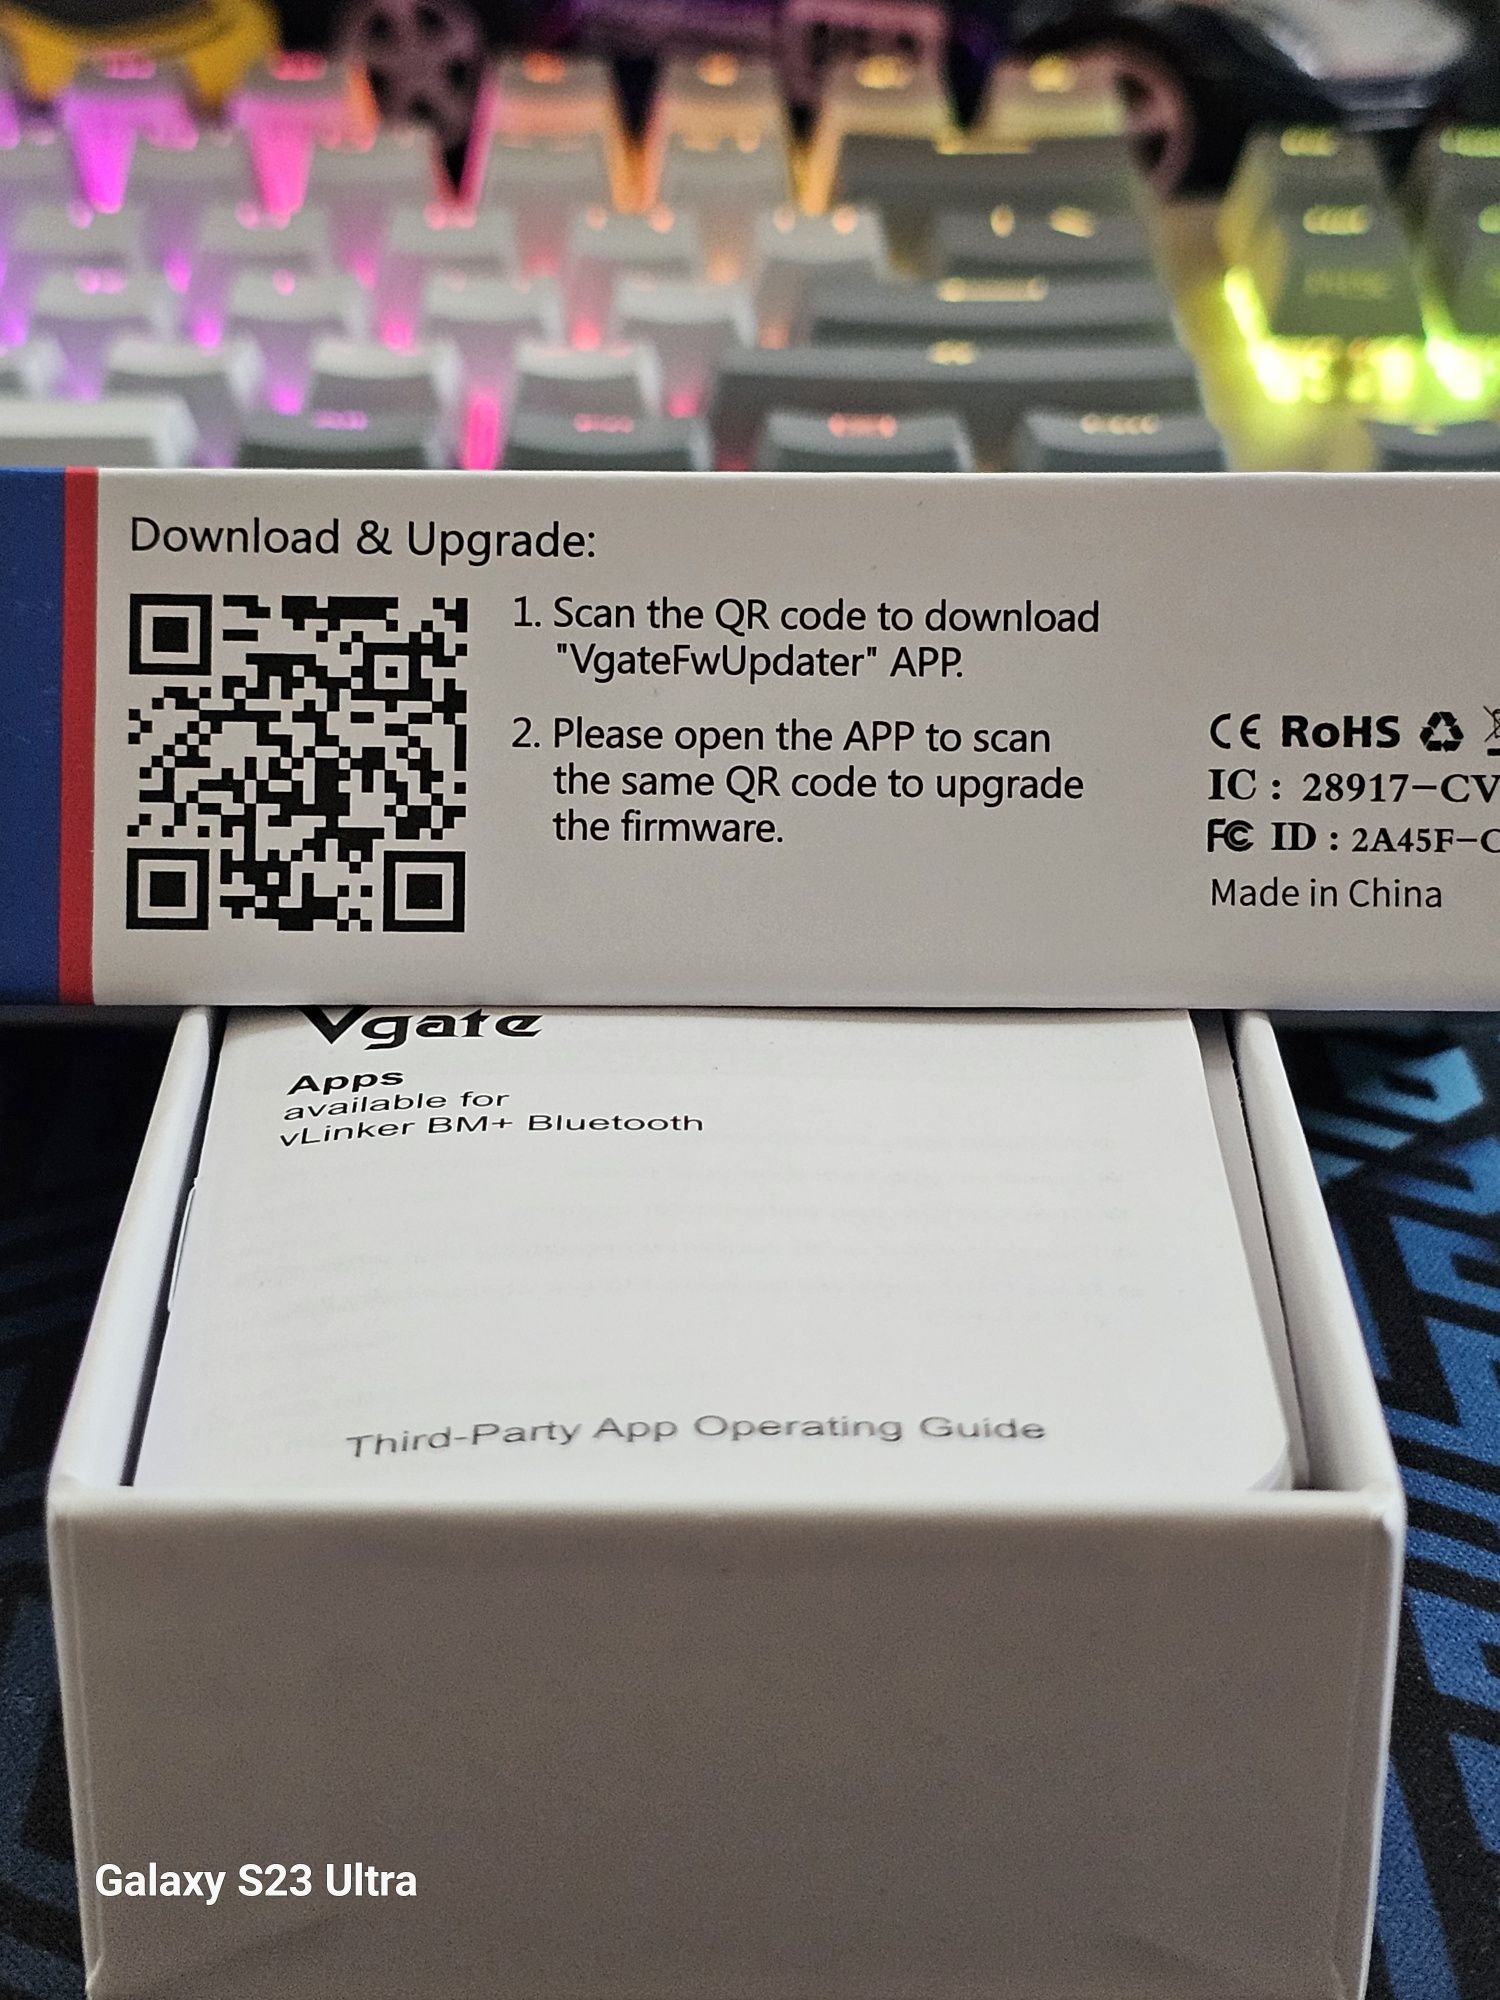 Download & Upgrade:
1. Scan the QR code to download
"VgateFwUpdater" APP.
2. Please open the APP to scan
the same QR code to upgrade
the firmware.
CE RoHS
IC : 28917-CV
FC ID : 2A45F-C
Made in China
Vgate
Apps
available for
vLinker BM+ Bluetooth
Third-Party App Operating Guide
Galaxy S23 Ultra